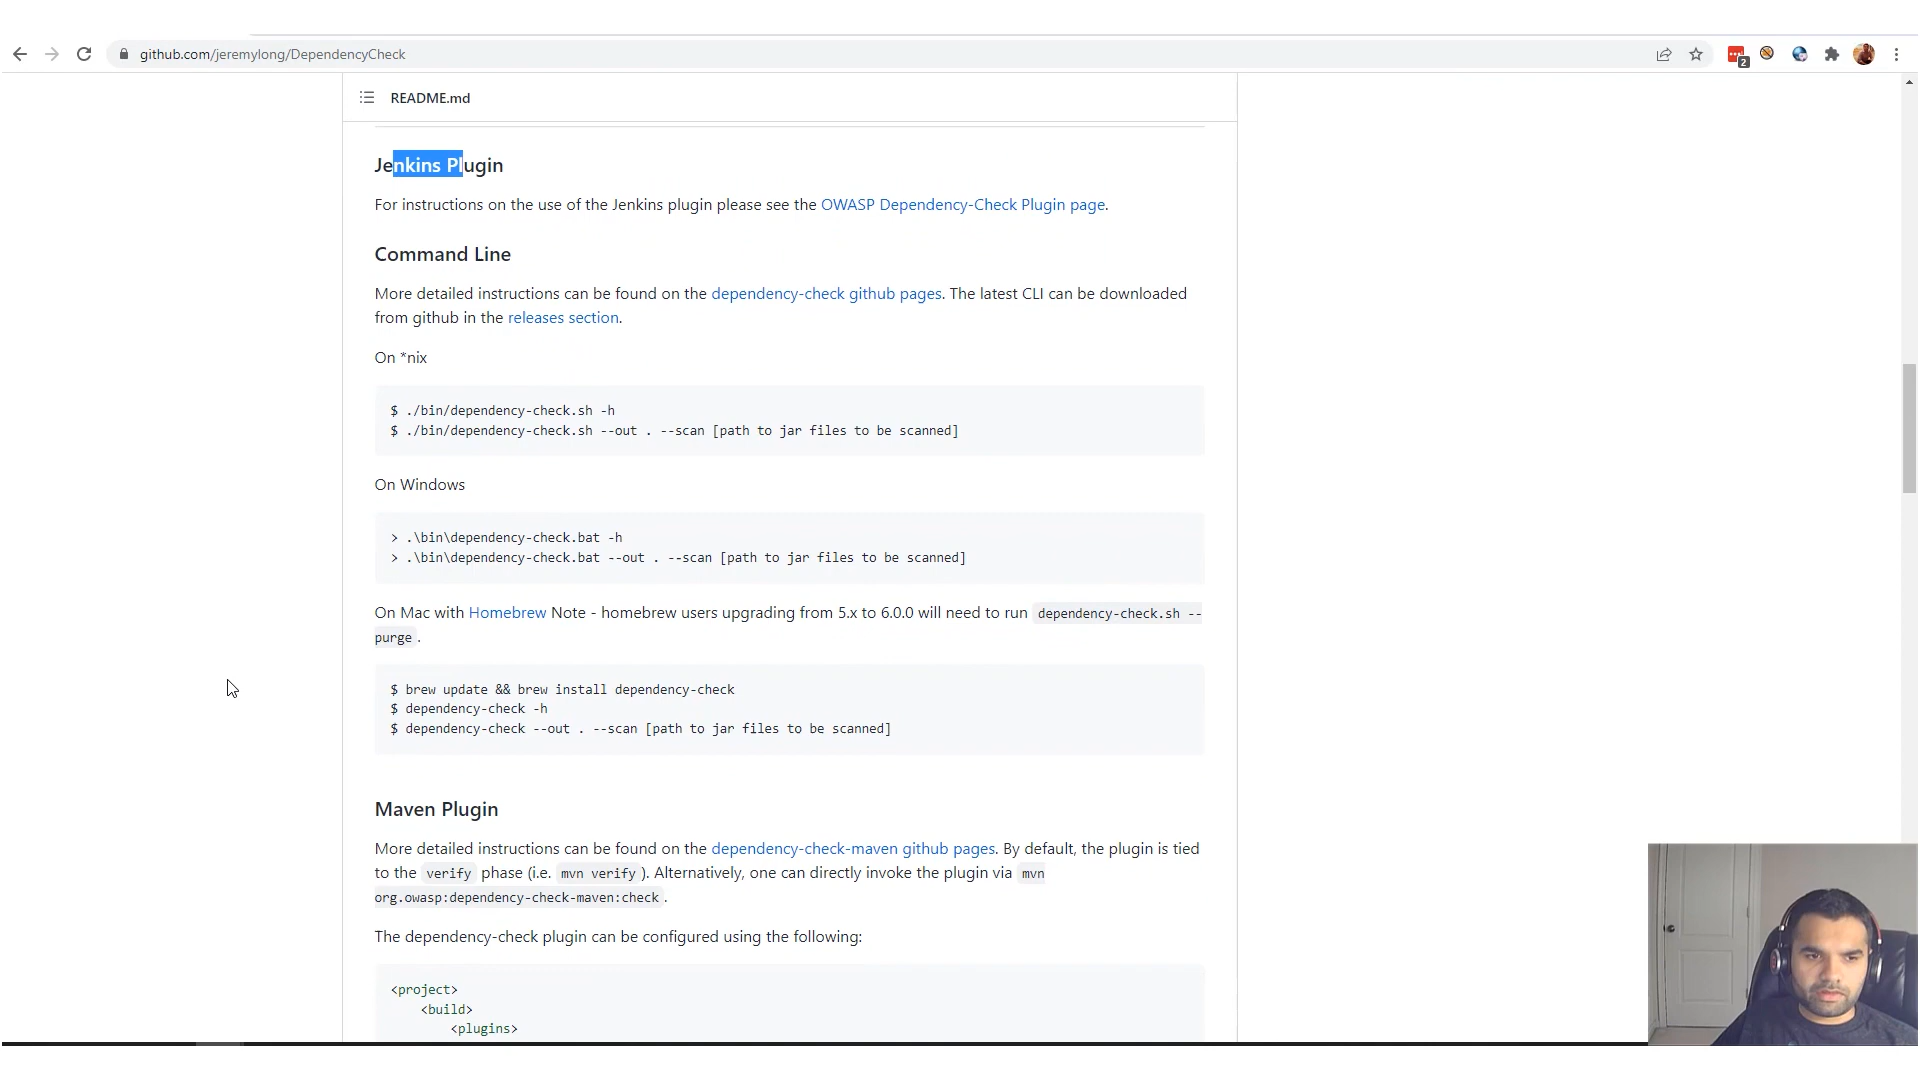 github.com/jeremylong/DependencyCheck
2
README.md
Jenkins Plugin
For instructions on the use of the Jenkins plugin please see the OWASP Dependency-Check Plugin page.
Command Line
More detailed instructions can be found on the dependency-check github pages. The latest CLI can be downloaded
from github in the releases section.
On *nix
$ ./bin/dependency-check.sh -h
$ ./bin/dependency-check.sh --out . --scan [path to jar files to be scanned]
On Windows
> .\bin\dependency-check.bat -h
> .\bin\dependency-check.bat --out . --scan [path to jar files to be scanned]
On Mac with Homebrew Note - homebrew users upgrading from 5.x to 6.0.0 will need to run dependency-check.sh --
purge .
$ brew update && brew install dependency-check
$ dependency-check -h
$ dependency-check --out . --scan [path to jar files to be scanned]
Maven Plugin
More detailed instructions can be found on the dependency-check-maven github pages. By default, the plugin is tied
to the verify phase (i.e. mvn verify ). Alternatively, one can directly invoke the plugin via mvn
org.owasp:dependency-check-maven:check .
The dependency-check plugin can be configured using the following:
<project>
<build>
<plugins>